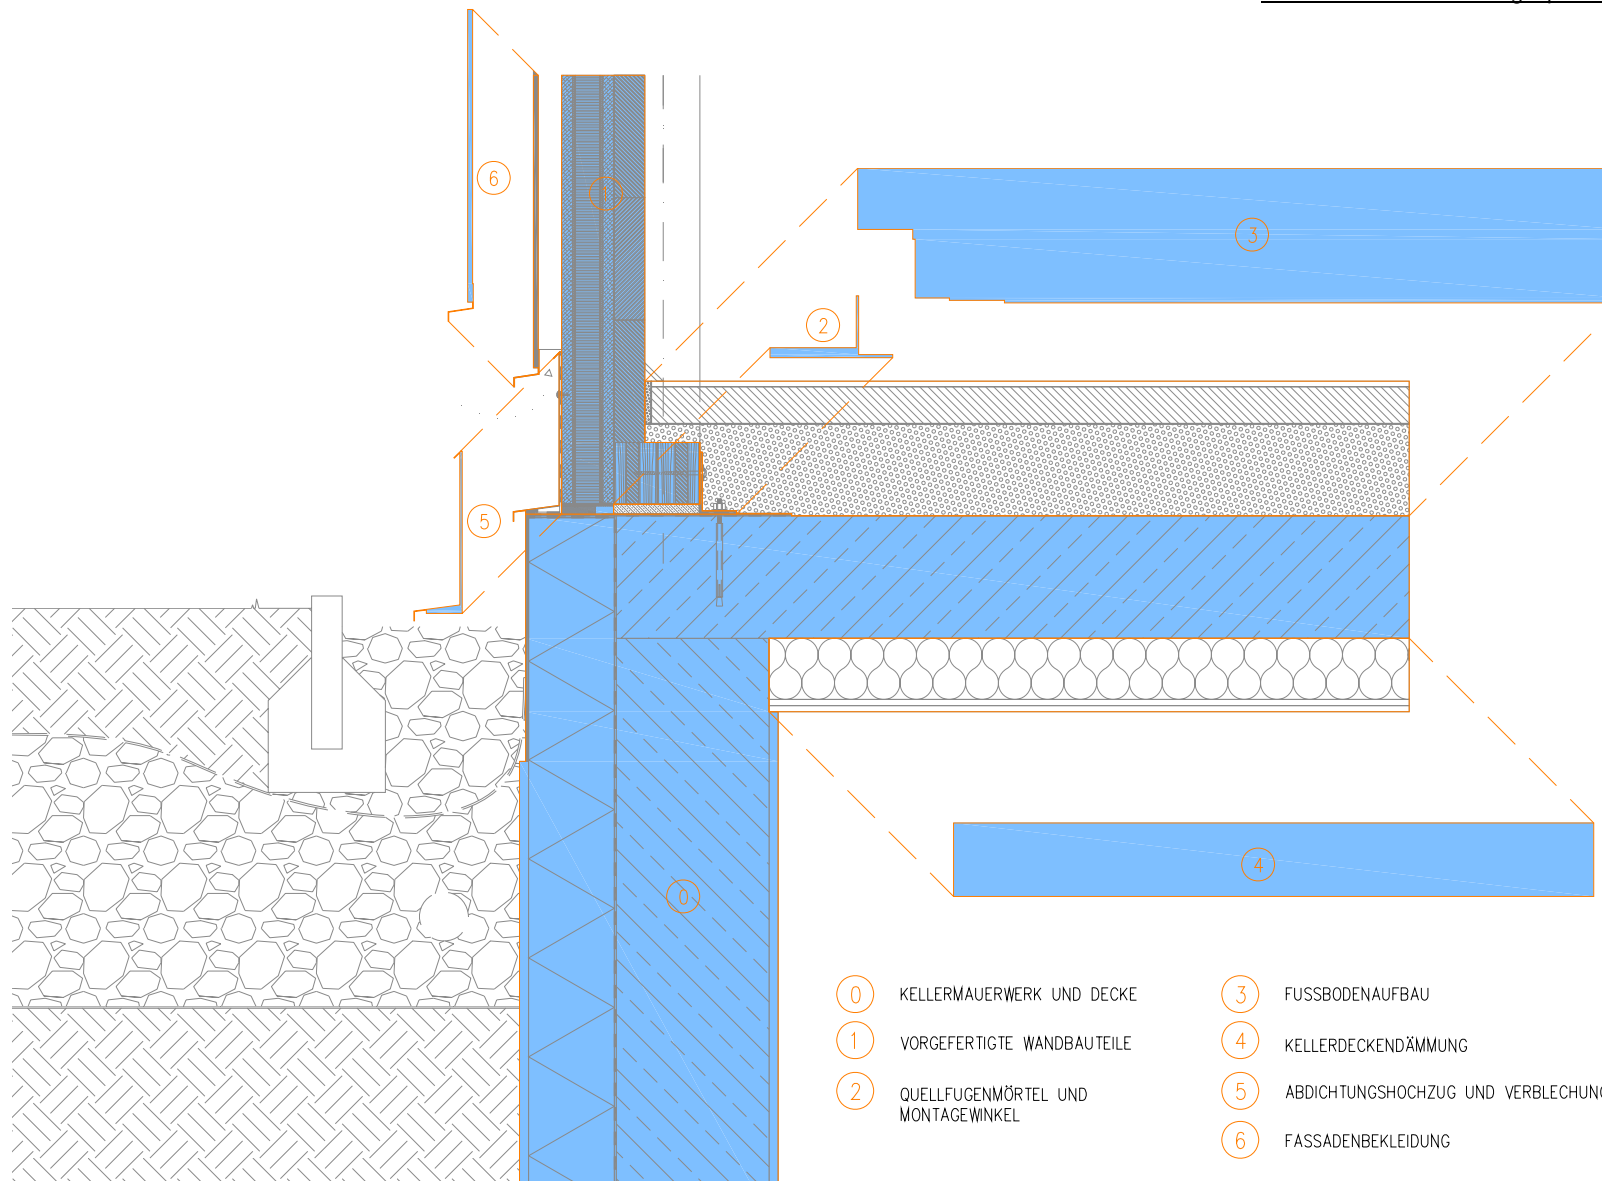 6
3
2
5
4
0
0 KELLERMAUERWERK UND DECKE
1 VORGEFERTIGTE WANDBAUTEILE
2 QUELLFUGENMÖRTEL UND
MONTAGEWINKEL
3 FUSSBODENAUFBAU
4 KELLERDECKENDÄMMUNG
5 ABDICHTUNGSHOCHZUG UND VERBLECHUNG
6 FASSADENBEKLEIDUNG